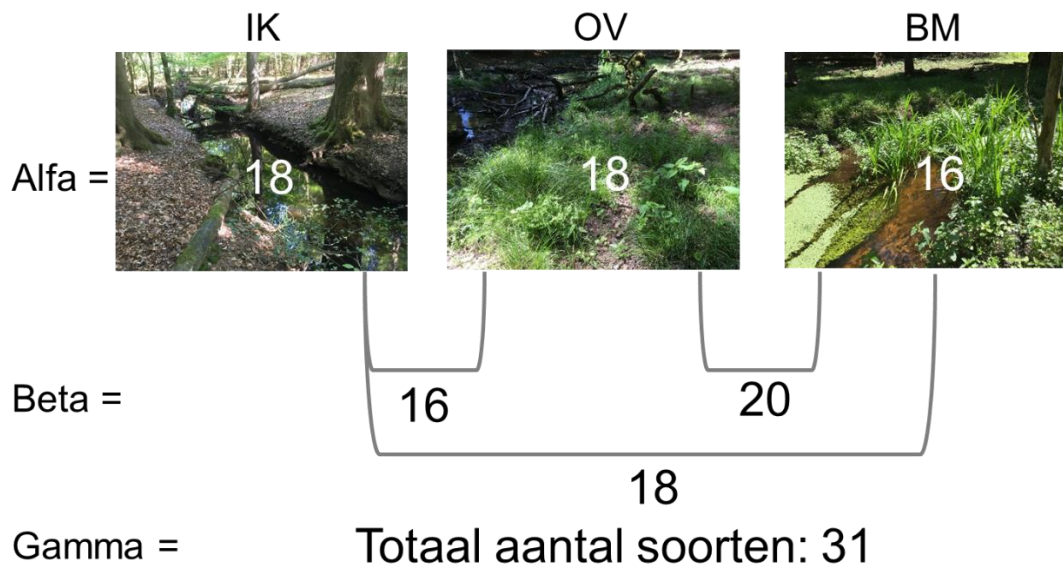 IK OV BM
Alfa = 18 18 16
Beta = 16 20
18
Gamma = Totaal aantal soorten: 31